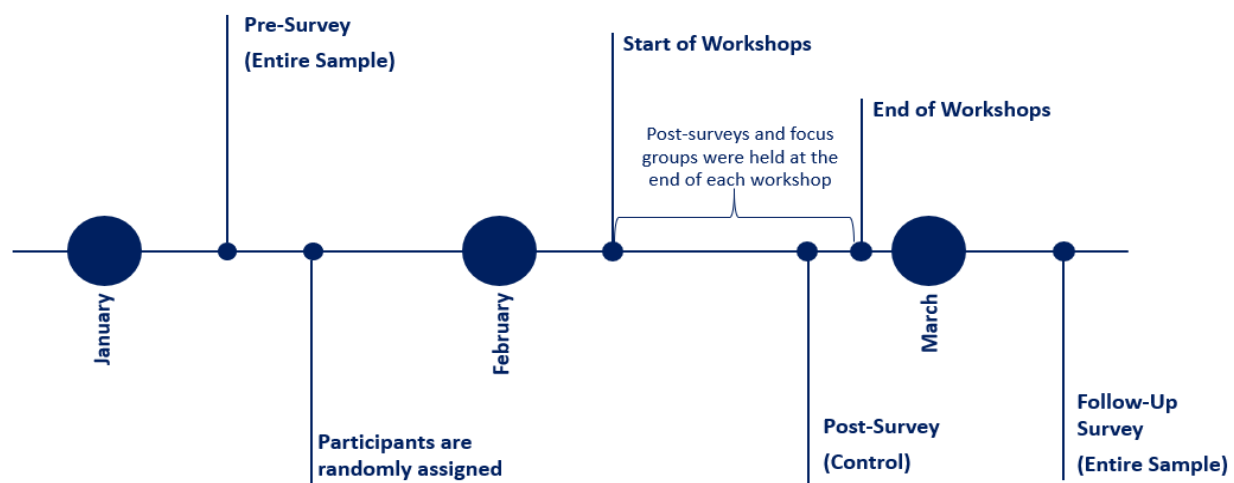 Pre-Survey
(Entire Sample)
Start of Workshops
End of Workshops
Post-surveys and focus
groups were held at the
end of each workshop
January
February
March
Participants are
randomly assigned
Post-Survey
(Control)
Follow-Up
Survey
(Entire Sample)